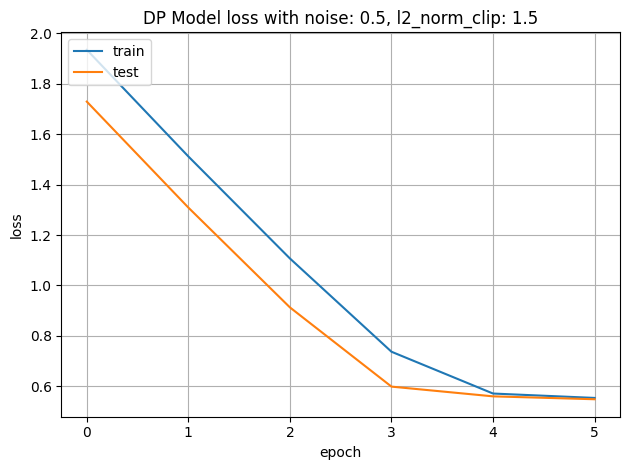 DP Model loss with noise: 0.5, l2_norm_clip: 1.5
train
test
2.0
1.8
1.6
1.4
1.2
1.0
0.8
0.6
loss
0 1 2 3 4 5
epoch